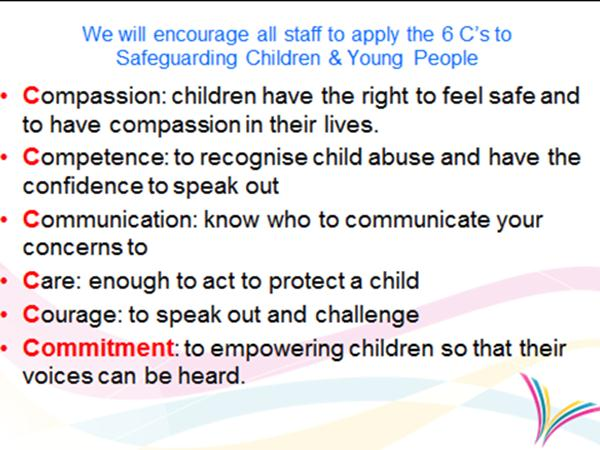 We will encourage all staff to apply the 6 C's to
Safeguarding Children & Young People
• Compassion: children have the right to feel safe and
to have compassion in their lives.
• Competence: to recognise child abuse and have the
confidence to speak out
• Communication: know who to communicate your
concerns to
• Care: enough to act to protect a child
• Courage: to speak out and challenge
• Commitment: to empowering children so that their
voices can be heard.